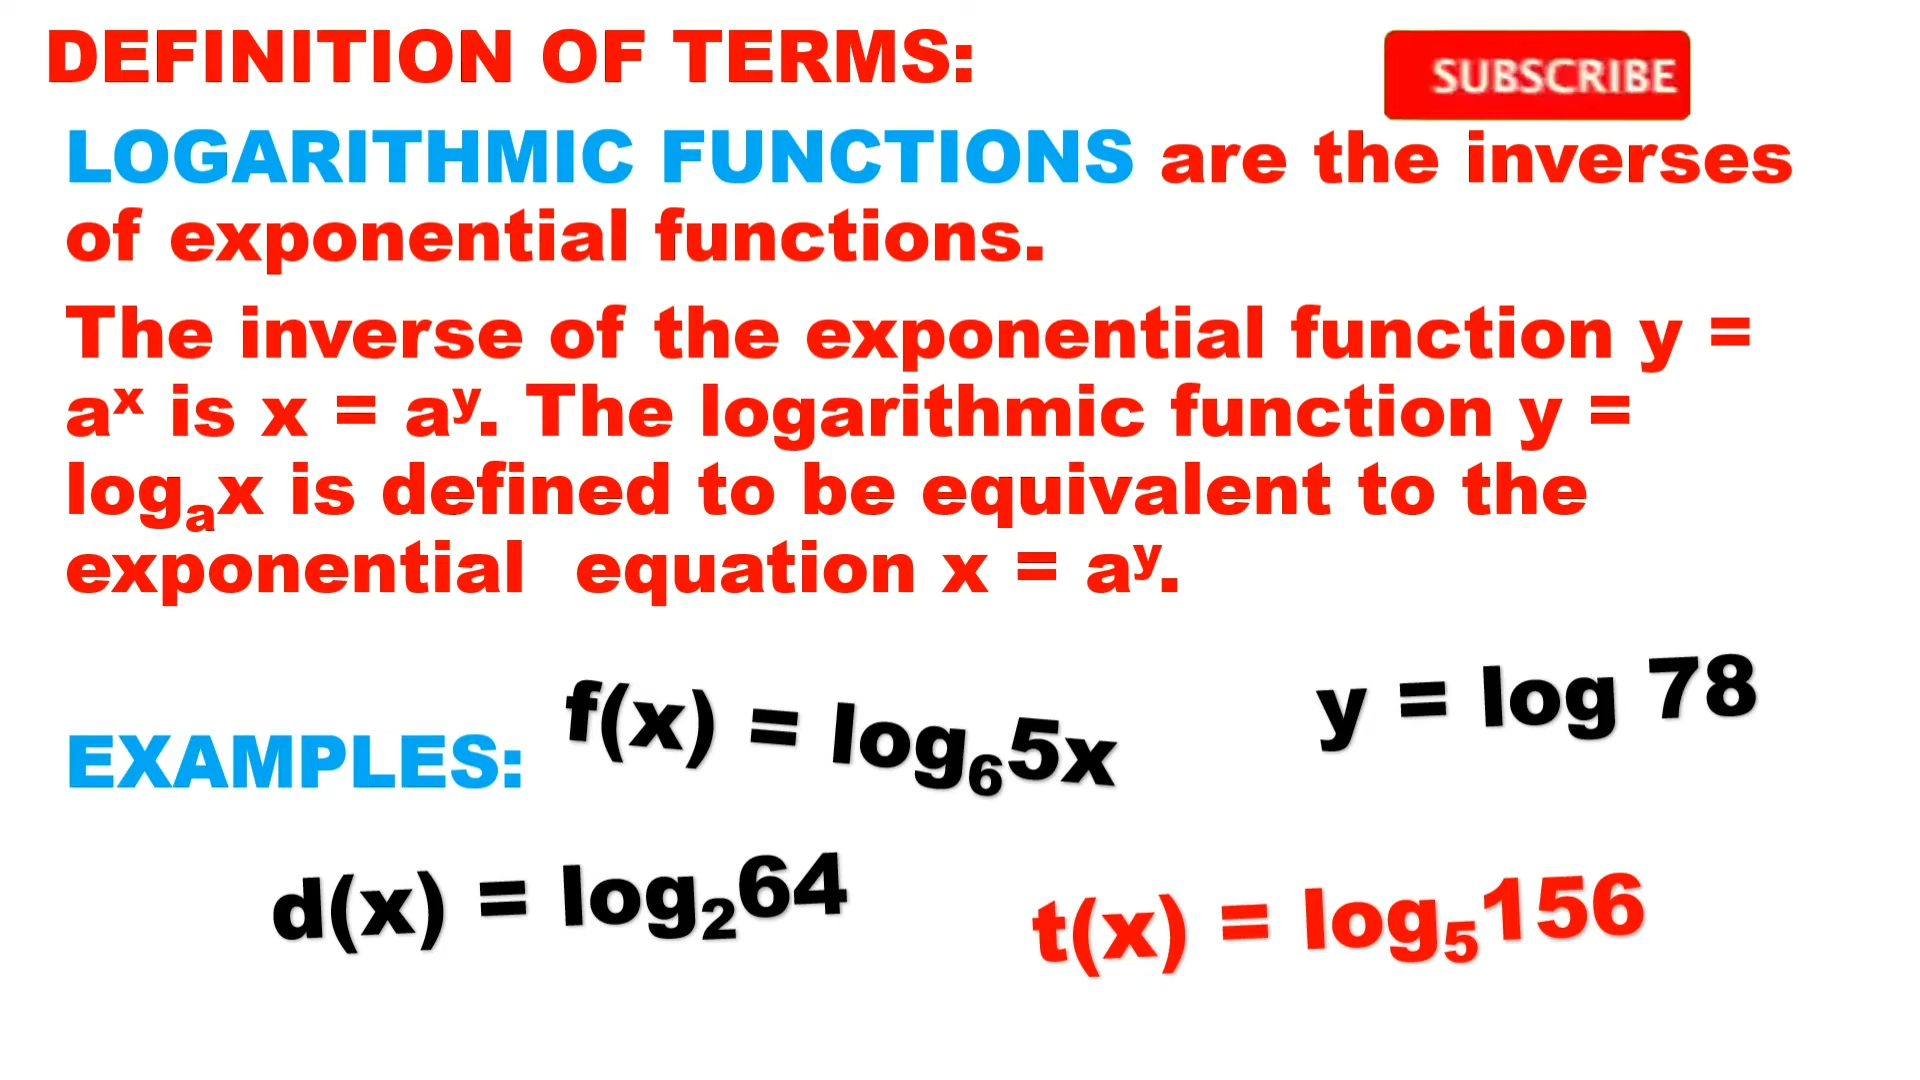 DEFINITION OF TERMS:
SUBSCRIBE
LOGARITHMIC FUNCTIONS are the inverses
of exponential functions.
The inverse of the exponential function y =
aˣ is x = aʸ. The logarithmic function y =
logₐx is defined to be equivalent to the
exponential equation x = aʸ.
EXAMPLES:
f(x) = log₆5x
y = log 78
d(x) = log₂64
t(x) = log₅156